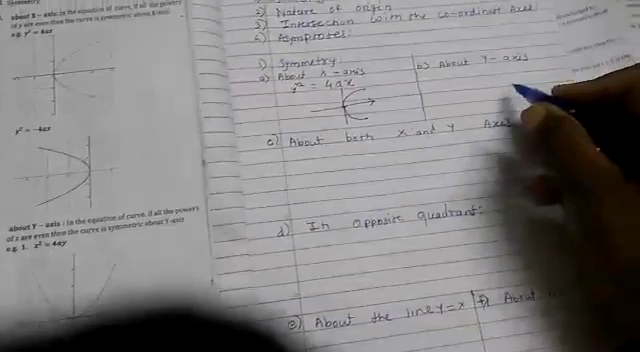 Symmetry
about X - axis: in the equation of curve, if all the powers
of y are even then the curve is symmetric about X-axis
e.g. y² = 4ax
y² = -4ax
about Y - axis : in the equation of curve, if all the powers
of x are even then the curve is symmetric about Y-axis
e.g. 1. x² = 4ay
2) Nature of origin
3) Intersection with the co-ordinate Axes
4) Asymptotes:
1) Symmetry:
a) About X - axis
y² = 4ax
b) About Y - axis
c) About both X and Y Axes
d) In opposite quadrant:
e) About the line y = x
f) About